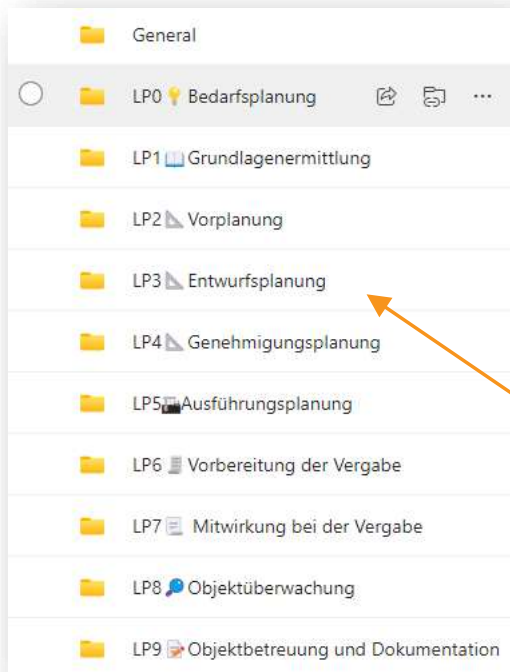 General
LP0 💡 Bedarfsplanung
LP1 📖 Grundlagenermittlung
LP2 📐 Vorplanung
LP3 📐 Entwurfsplanung
LP4 📐 Genehmigungsplanung
LP5 Ausführungsplanung
LP6 Vorbereitung der Vergabe
LP7 📃 Mitwirkung bei der Vergabe
LP8 🔎 Objektüberwachung
LP9 📝 Objektbetreuung und Dokumentation